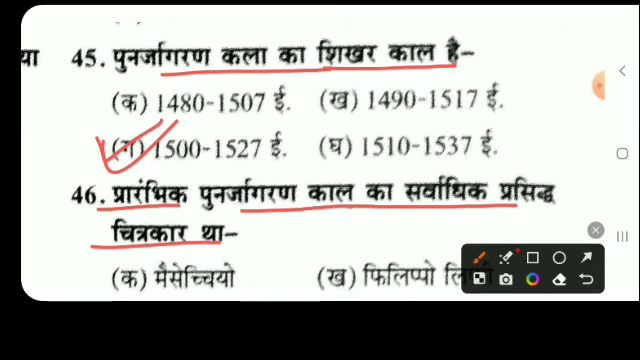 या
45. पुनर्जागरण कला का शिखर काल है–
(क) 1480-1507 ई. (ख) 1490-1517 ई.
(ग) 1500-1527 ई. (घ) 1510-1537 ई.
46. प्रारंभिक पुनर्जागरण काल का सर्वाधिक प्रसिद्ध
चित्रकार था–
(क) मैसेच्चियो (ख) फिलिप्पो